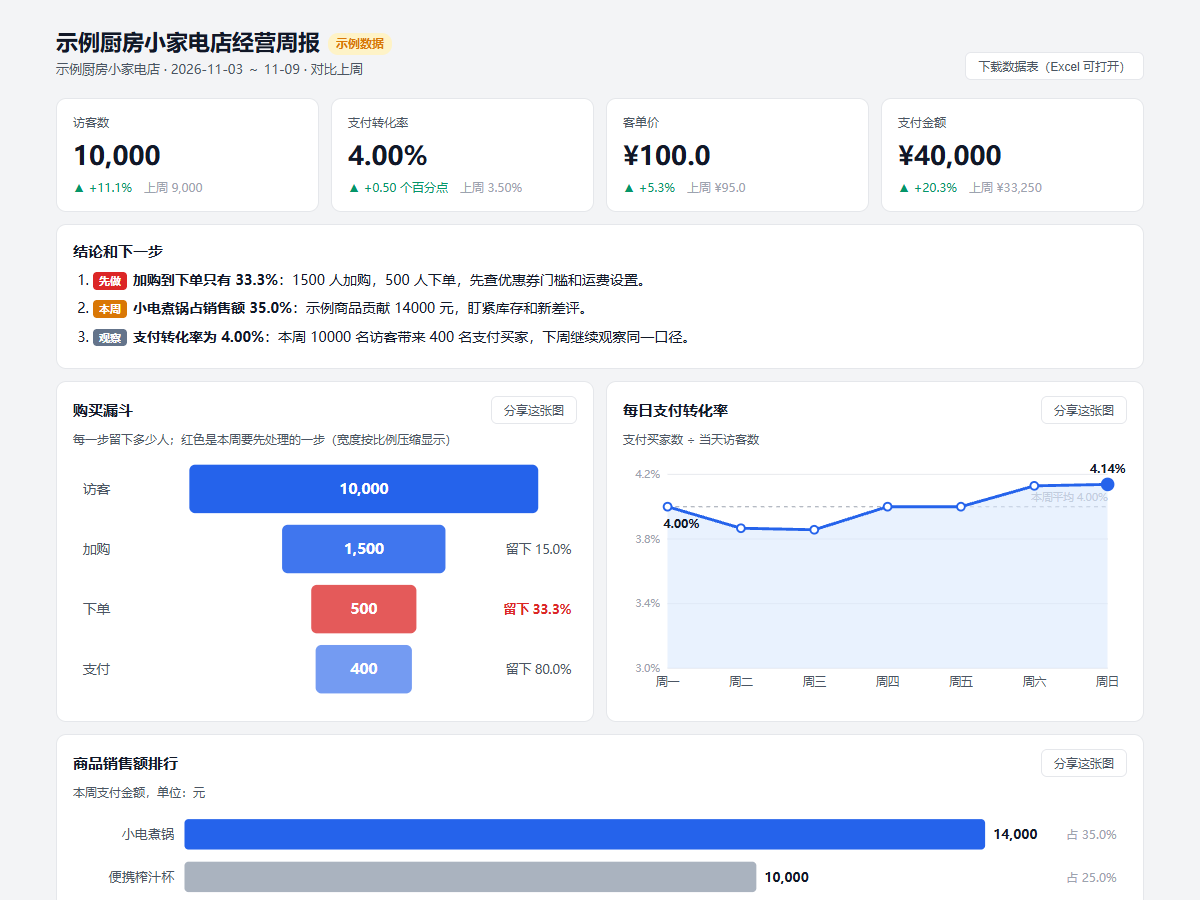 示例厨房小家电店经营周报 示例数据
示例厨房小家电店 · 2026-11-03 ～ 11-09 · 对比上周
下载数据表（Excel 可打开）
访客数
10,000
▲ +11.1% 上周 9,000
支付转化率
4.00%
▲ +0.50 个百分点 上周 3.50%
客单价
¥100.0
▲ +5.3% 上周 ¥95.0
支付金额
¥40,000
▲ +20.3% 上周 ¥33,250
结论和下一步
1. 先做 加购到下单只有 33.3%：1500 人加购，500 人下单，先查优惠券门槛和运费设置。
2. 本周 小电煮锅占销售额 35.0%：示例商品贡献 14000 元，盯紧库存和新差评。
3. 观察 支付转化率为 4.00%：本周 10000 名访客带来 400 名支付买家，下周继续观察同一口径。
购买漏斗
分享这张图
每一步留下多少人；红色是本周要先处理的一步（宽度按比例压缩显示）
访客 10,000
加购 1,500 留下 15.0%
下单 500 留下 33.3%
支付 400 留下 80.0%
每日支付转化率
分享这张图
支付买家数 ÷ 当天访客数
4.2%
4.14%
本周平均 4.00%
4.00%
3.8%
3.4%
3.0%
周一 周二 周三 周四 周五 周六 周日
商品销售额排行
分享这张图
本周支付金额，单位：元
小电煮锅 14,000 占 35.0%
便携榨汁杯 10,000 占 25.0%